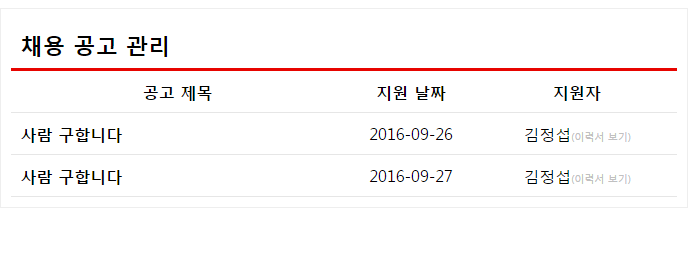 채용 공고 관리
공고 제목 지원 날짜 지원자
사람 구합니다 2016-09-26 김정섭(이력서 보기)
사람 구합니다 2016-09-27 김정섭(이력서 보기)